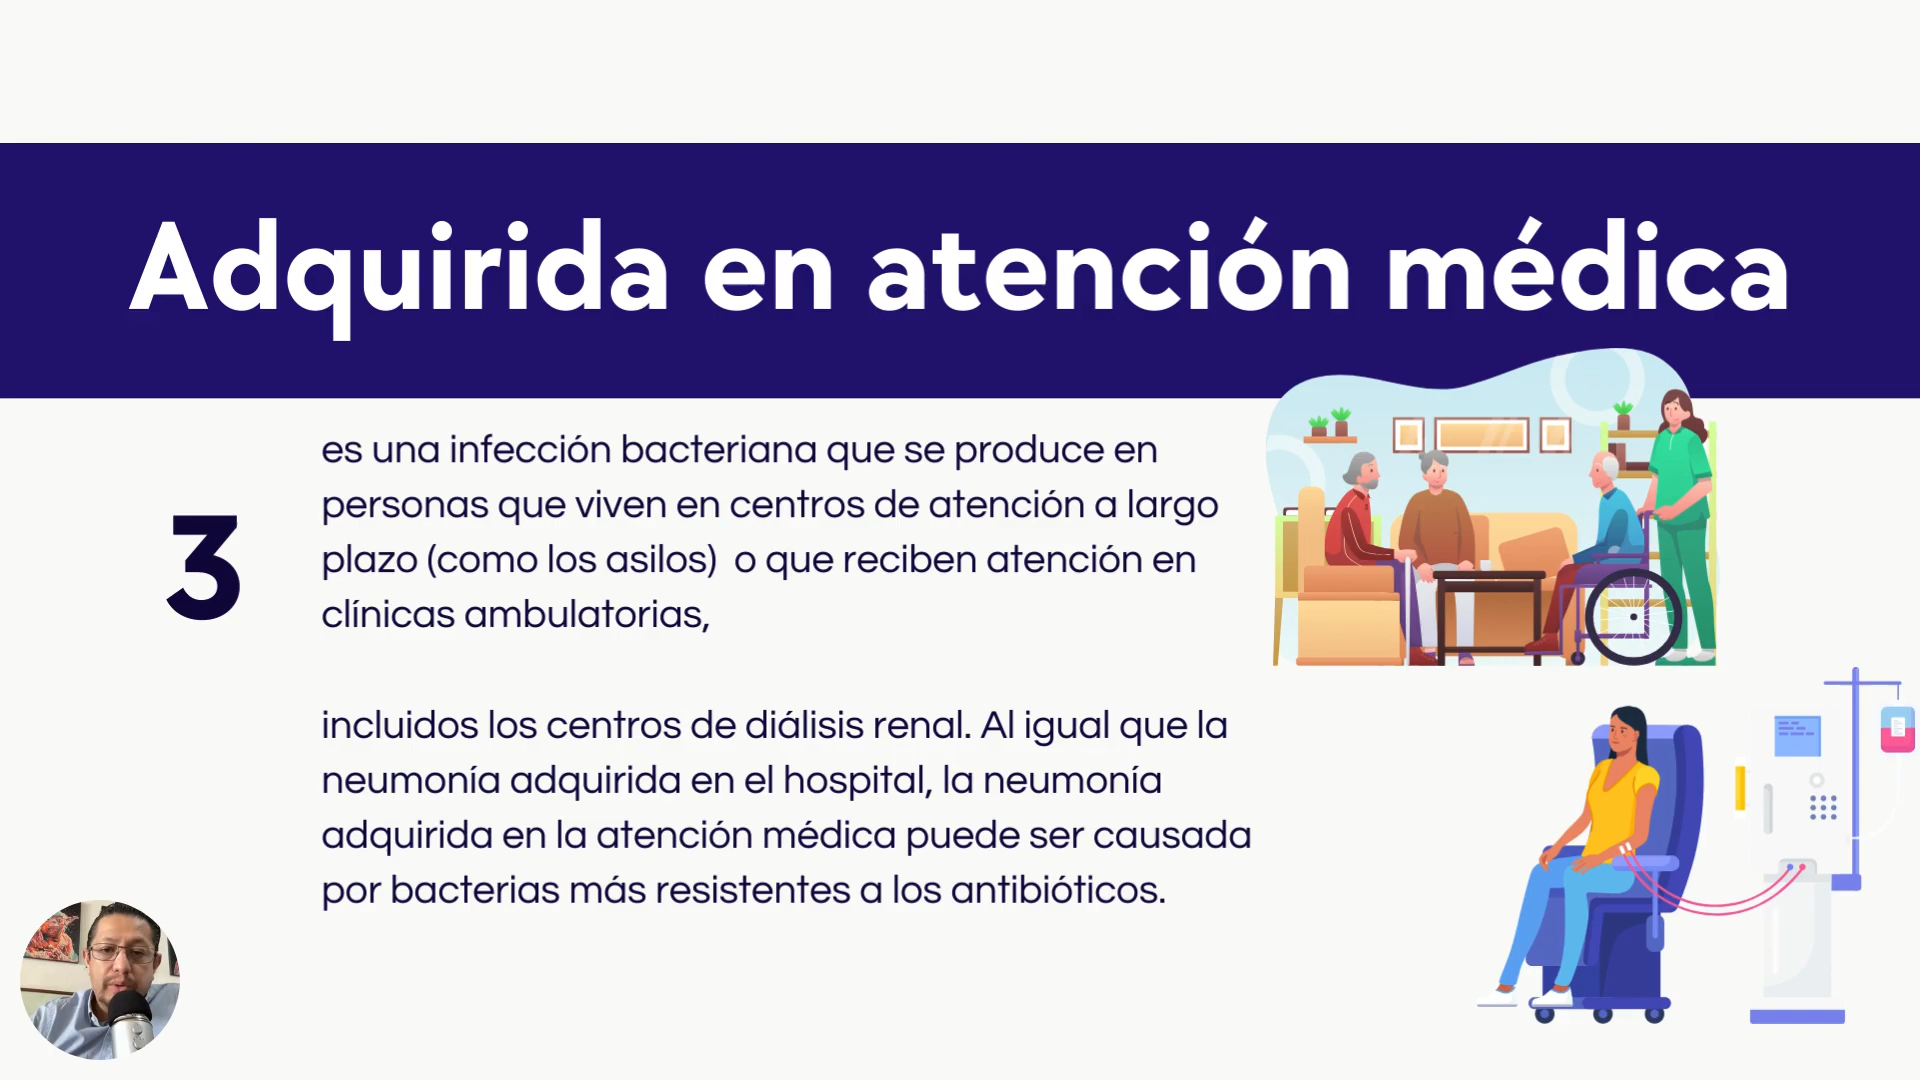 Adquirida en atención médica
3
es una infección bacteriana que se produce en
personas que viven en centros de atención a largo
plazo (como los asilos)  o que reciben atención en
clínicas ambulatorias,
incluidos los centros de diálisis renal. Al igual que la
neumonía adquirida en el hospital, la neumonía
adquirida en la atención médica puede ser causada
por bacterias más resistentes a los antibióticos.